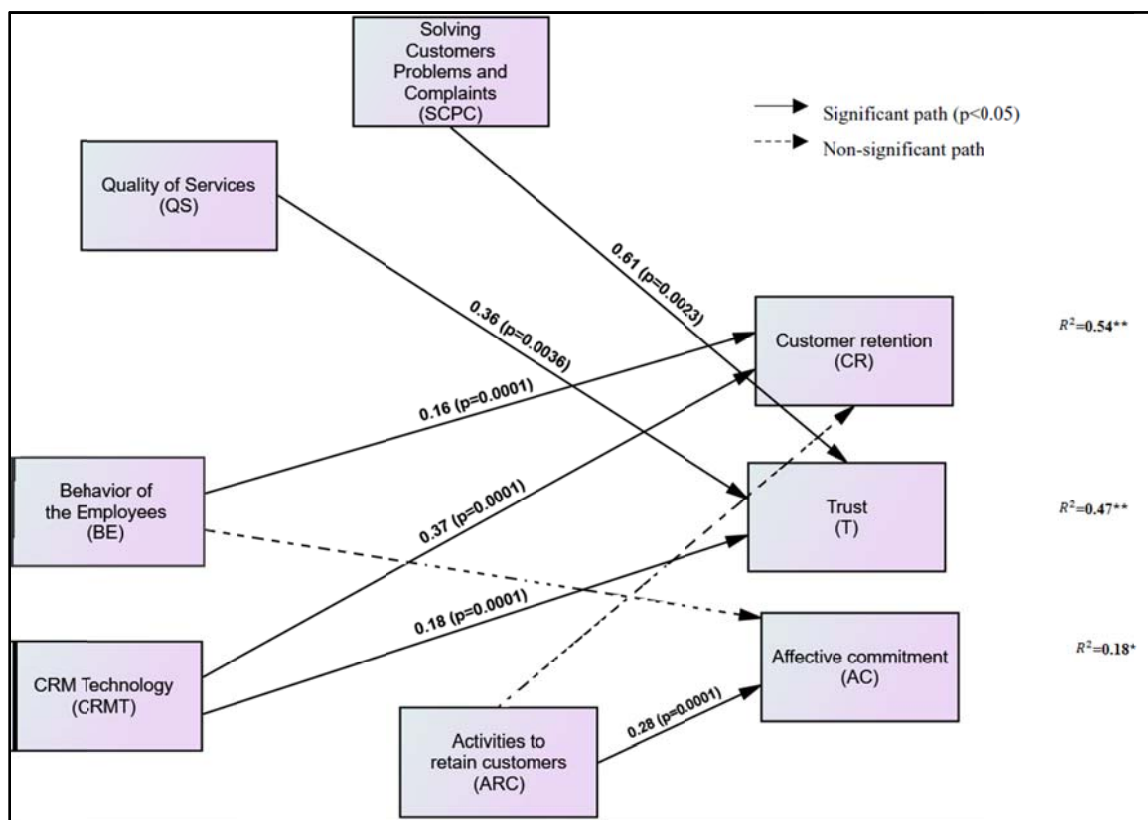 Solving
Customers
Problems and
Complaints
(SCPC)
Significant path (p<0.05)
Non-significant path
Quality of Services
(QS)
0.61 (p=0.0023)
0.36 (p=0.0036)
Customer retention
(CR)
R²=0.54**
0.16 (p=0.0001)
Behavior of
the Employees
(BE)
Trust
(T)
R²=0.47**
0.37 (p=0.0001)
0.18 (p=0.0001)
CRM Technology
(CRMT)
Affective commitment
(AC)
R²=0.18*
Activities to
retain customers
(ARC)
0.28 (p=0.0001)